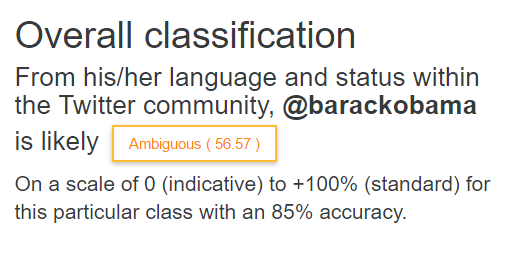 Overall classification
From his/her language and status within
the Twitter community, @barackobama
is likely Ambiguous ( 56.57 )
On a scale of 0 (indicative) to +100% (standard) for
this particular class with an 85% accuracy.